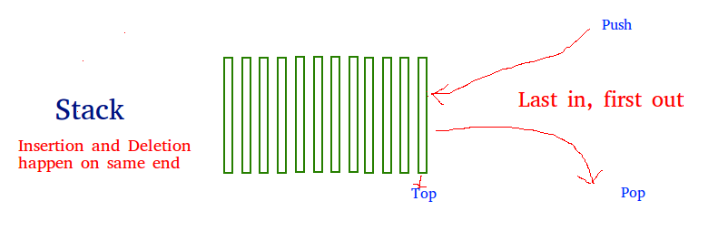 Push
Stack
Last in, first out
Insertion and Deletion
happen on same end
Top
Pop